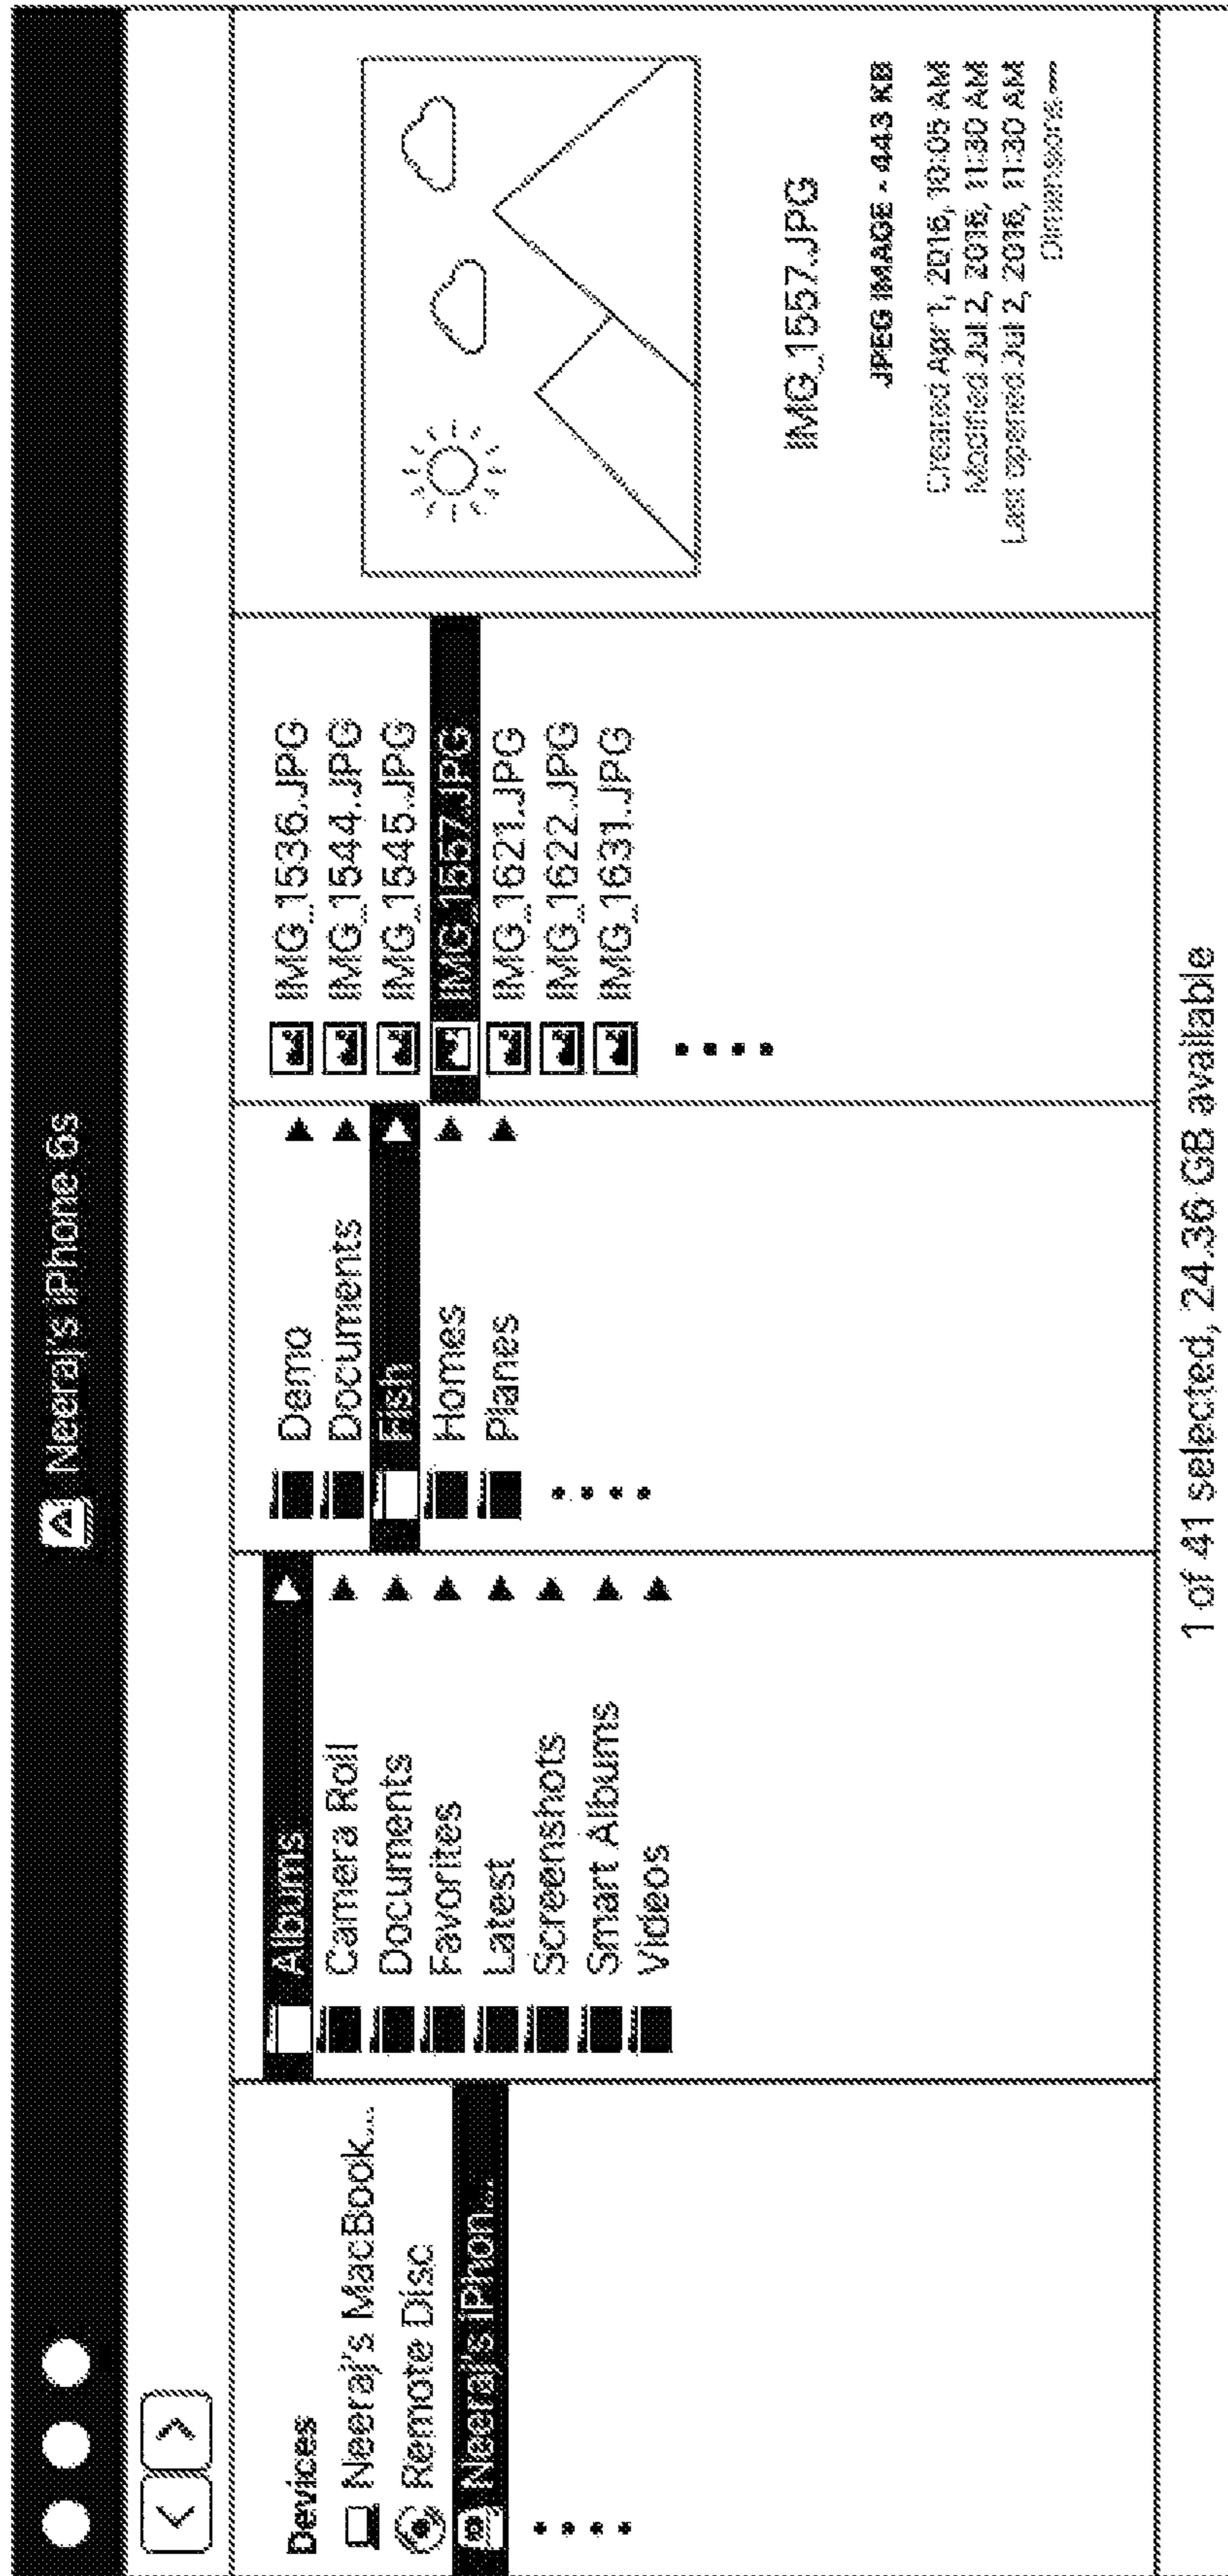 Neeraj's iPhone 6s
Devices
Neeraj's MacBook...
Remote Disc
Neeraj's iPhon...
Albums
Camera Roll
Documents
Favorites
Latest
Screenshots
Smart Albums
Videos
Demo
Documents
Fish
Homes
Planes
IMG_1536.JPG
IMG_1544.JPG
IMG_1545.JPG
IMG_1557.JPG
IMG_1621.JPG
IMG_1622.JPG
IMG_1631.JPG
IMG_1557.JPG
JPEG IMAGE - 443 KB
Created Apr 1, 2016, 10:05 AM
Modified Jul 2, 2016, 11:30 AM
Last opened Jul 2, 2016, 11:30 AM
Dimensions --
1 of 41 selected, 24.36 GB available